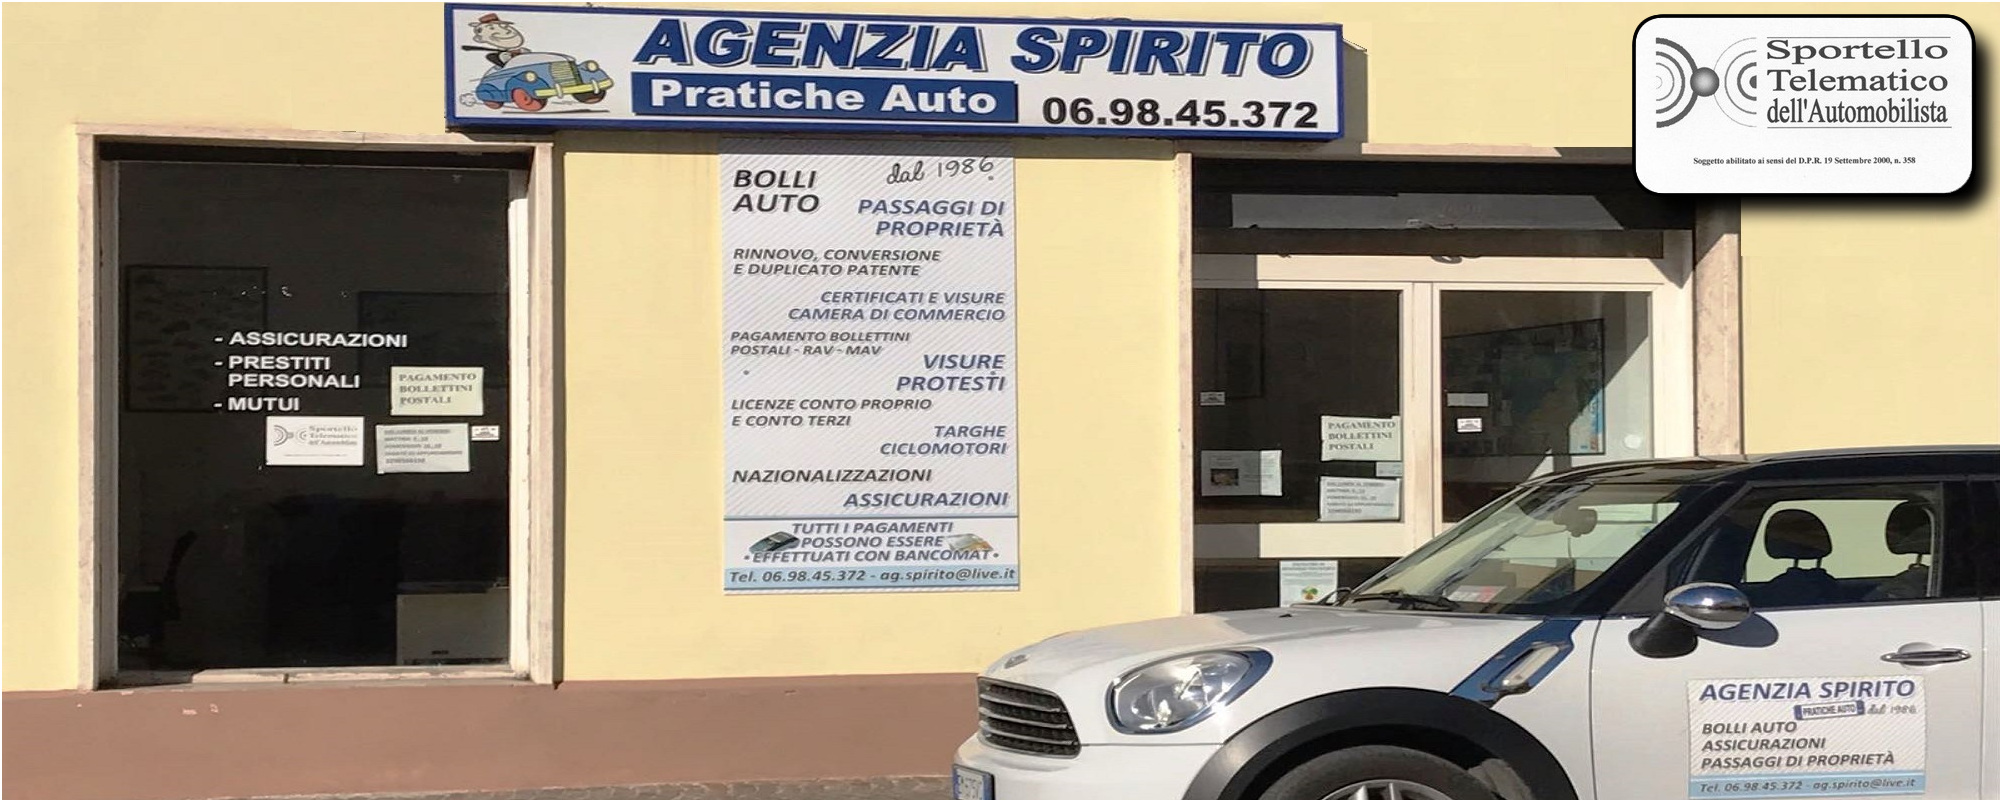 AGENZIA SPIRITO
Pratiche Auto
06.98.45.372
Sportello
Telematico
dell'Automobilista
Soggetto abilitato ai sensi del D.P.R. 19 Settembre 2000, n. 358
- ASSICURAZIONI
- PRESTITI
PERSONALI
- MUTUI
PAGAMENTO
BOLLETTINI
POSTALI
Sportello
Telematico
dell'Automobilista
dal 1986
BOLLI
AUTO
PASSAGGI DI
PROPRIETÀ
RINNOVO, CONVERSIONE
E DUPLICATO PATENTE
CERTIFICATI E VISURE
CAMERA DI COMMERCIO
PAGAMENTO BOLLETTINI
POSTALI - RAV - MAV
VISURE
PROTESTI
LICENZE CONTO PROPRIO
E CONTO TERZI
TARGHE
CICLOMOTORI
NAZIONALIZZAZIONI
ASSICURAZIONI
TUTTI I PAGAMENTI
POSSONO ESSERE
• EFFETTUATI CON BANCOMAT •
Tel. 06.98.45.372 - ag.spirito@live.it
PAGAMENTO
BOLLETTINI
POSTALI
AGENZIA SPIRITO
PRATICHE AUTO dal 1986
BOLLI AUTO
ASSICURAZIONI
PASSAGGI DI PROPRIETÀ
Tel. 06.98.45.372 - ag.spirito@live.it